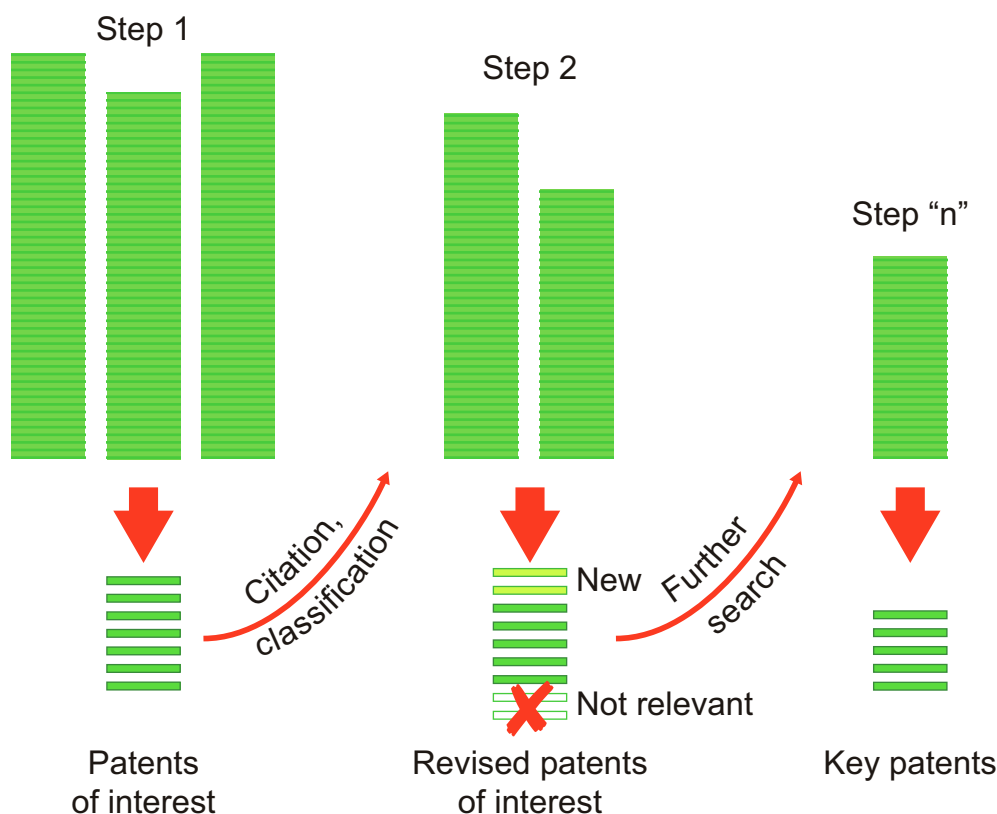 Step 1
Step 2
Step “n”
Citation,
classification
New
Further
search
Not relevant
Patents
of interest
Revised patents
of interest
Key patents